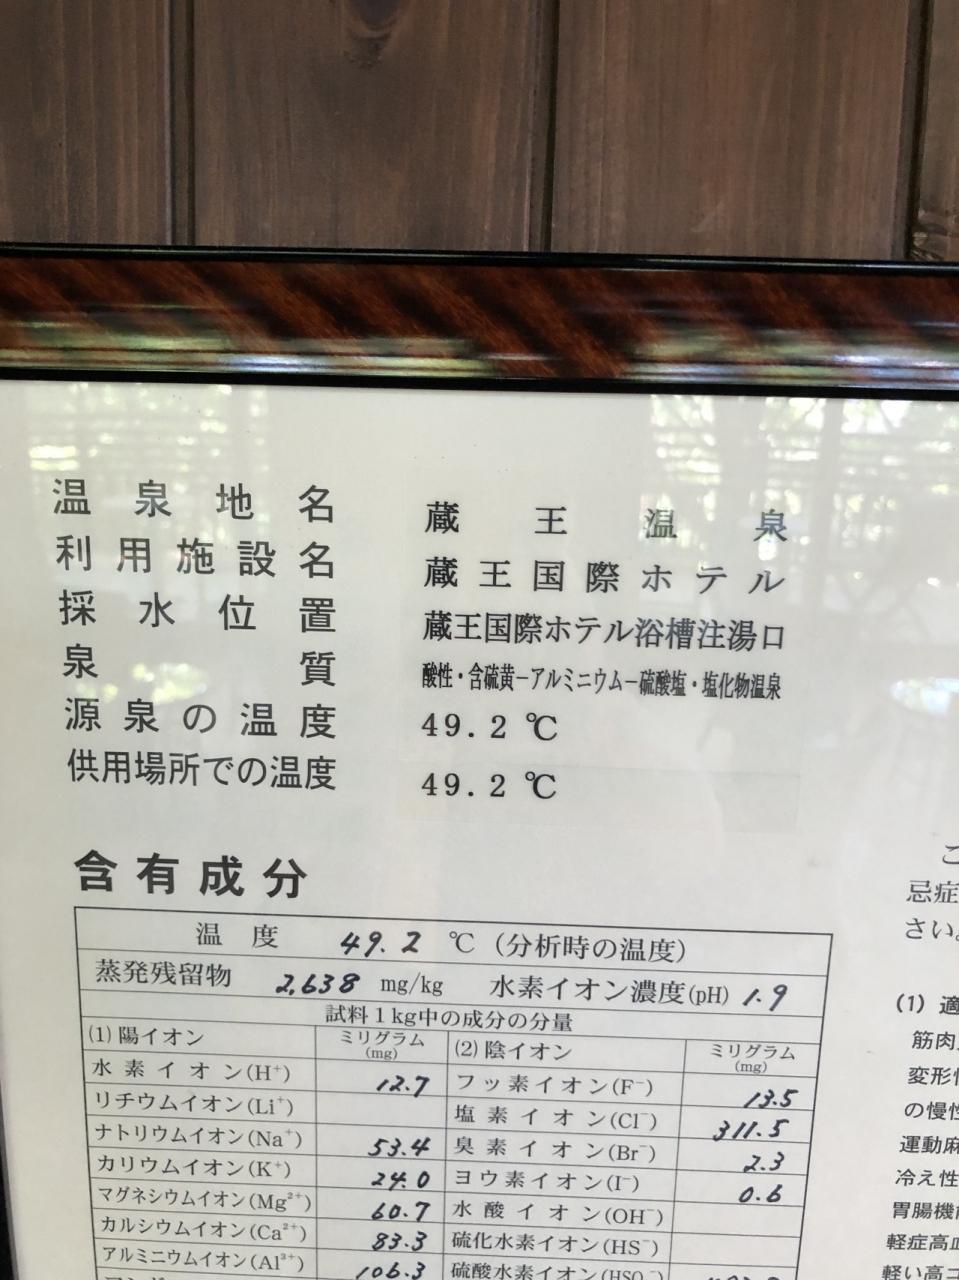 温泉地名 蔵王温泉
利用施設名 蔵王国際ホテル
採水位置 蔵王国際ホテル浴槽注湯口
泉質 酸性・含硫黄－アルミニウム－硫酸塩・塩化物温泉
源泉の温度 49.2℃
供用場所での温度 49.2℃
含有成分
温度 49.2 ℃ (分析時の温度)
蒸発残留物 2,638 mg/kg 水素イオン濃度(pH) 1.9
試料1kg中の成分の分量
(1) 陽イオン ミリグラム(mg) (2) 陰イオン ミリグラム(mg)
水素イオン(H⁺) 12.7 フッ素イオン(F⁻) 13.5
リチウムイオン(Li⁺) 塩素イオン(Cl⁻) 311.5
ナトリウムイオン(Na⁺) 53.4 臭素イオン(Br⁻) 2.3
カリウムイオン(K⁺) 24.0 ヨウ素イオン(I⁻) 0.6
マグネシウムイオン(Mg²⁺) 60.7 水酸イオン(OH⁻)
カルシウムイオン(Ca²⁺) 83.3 硫化水素イオン(HS⁻)
アルミニウムイオン(Al³⁺) 106.3 硫酸水素イオン(HSO
こ
忌症
さい。
(1) 適
筋肉
変形性
の慢性
運動麻
冷え性
胃腸機
軽症高血
軽い高コ